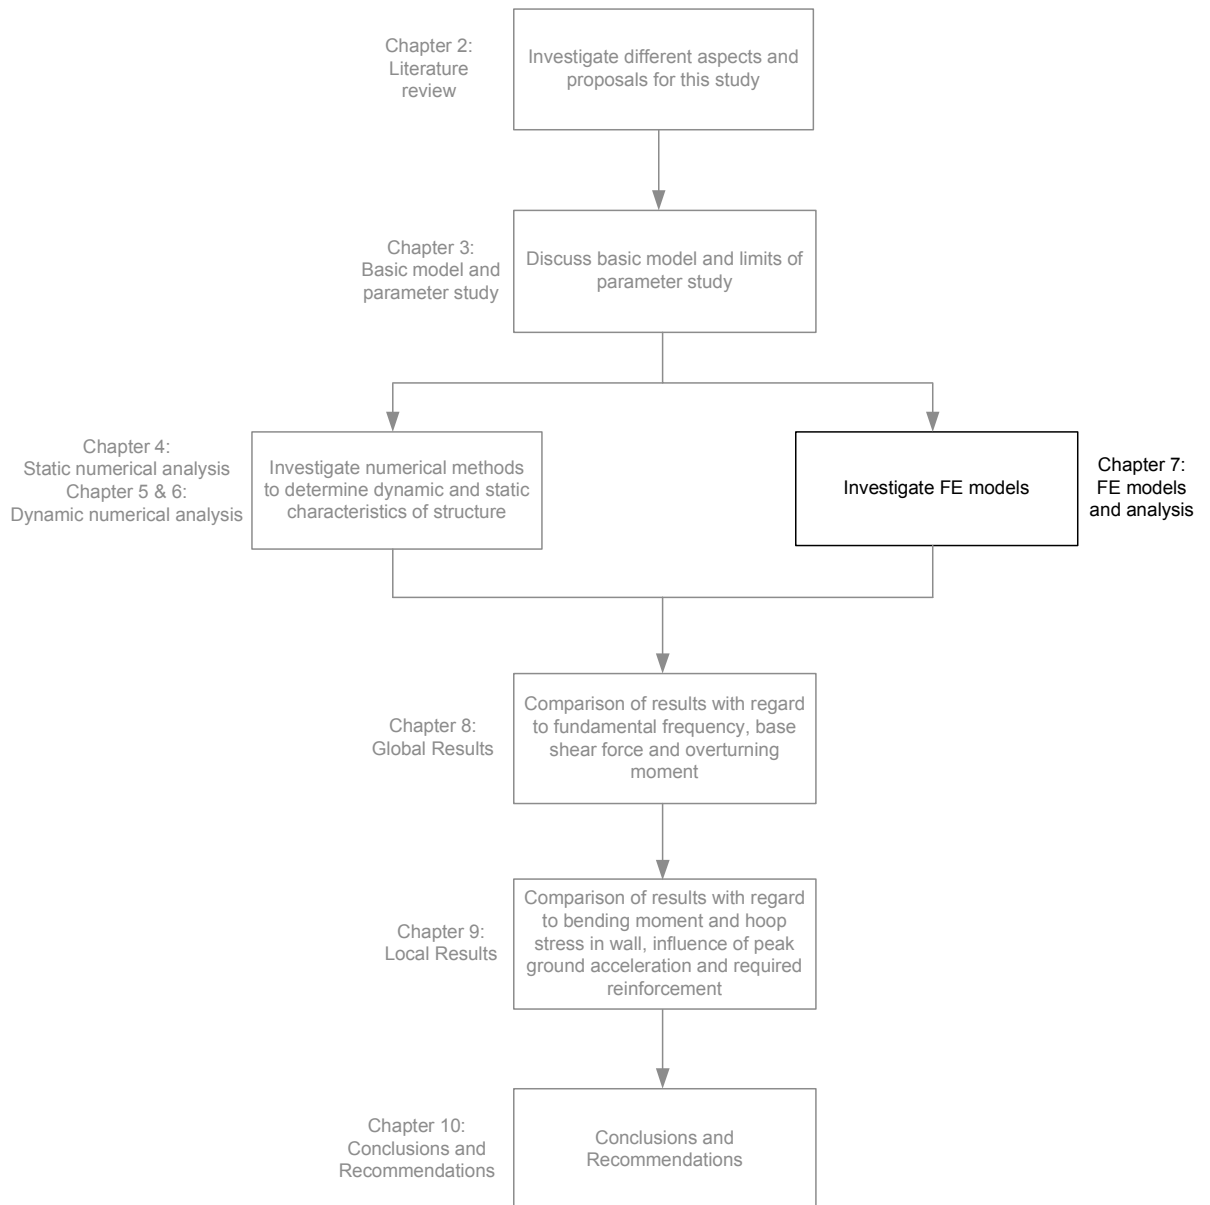 Chapter 2:
Literature
review
Investigate different aspects and
proposals for this study
Chapter 3:
Basic model and
parameter study
Discuss basic model and limits of
parameter study
Chapter 4:
Static numerical analysis
Chapter 5 & 6:
Dynamic numerical analysis
Investigate numerical methods
to determine dynamic and static
characteristics of structure
Investigate FE models
Chapter 7:
FE models
and analysis
Chapter 8:
Global Results
Comparison of results with regard
to fundamental frequency, base
shear force and overturning
moment
Chapter 9:
Local Results
Comparison of results with regard
to bending moment and hoop
stress in wall, influence of peak
ground acceleration and required
reinforcement
Chapter 10:
Conclusions and
Recommendations
Conclusions and
Recommendations